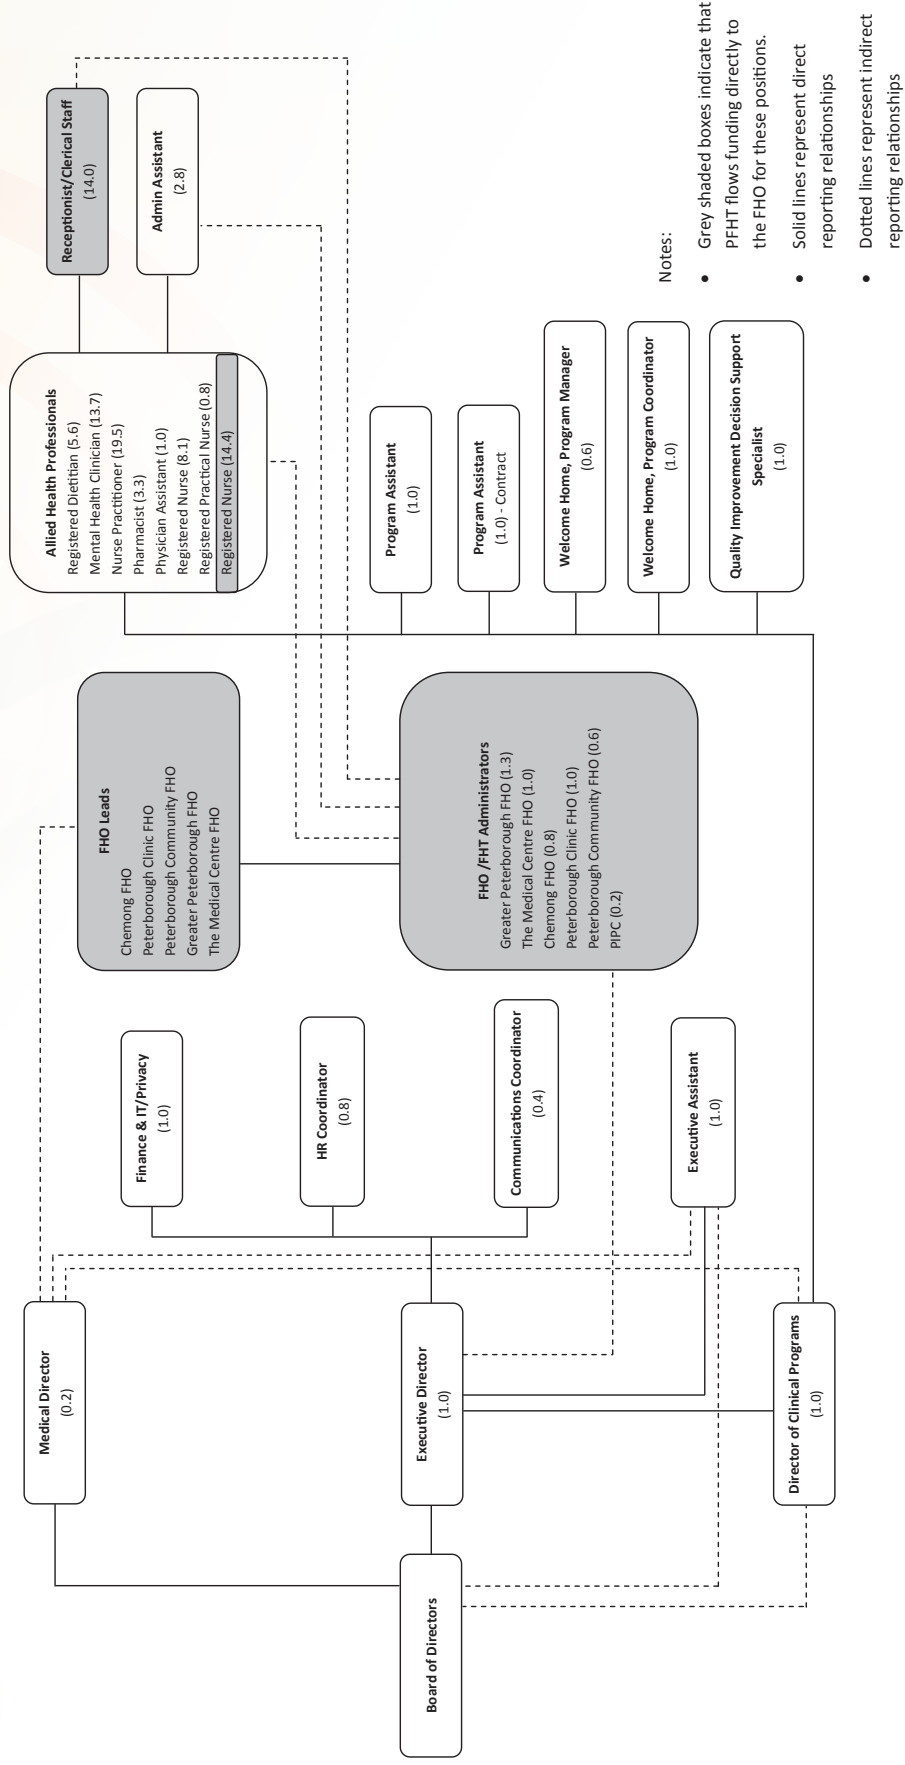 Board of Directors
Medical Director
(0.2)
Executive Director
(1.0)
Director of Clinical Programs
(1.0)
Finance & IT/Privacy
(1.0)
HR Coordinator
(0.8)
Communications Coordinator
(0.4)
Executive Assistant
(1.0)
FHO Leads
Chemong FHO
Peterborough Clinic FHO
Peterborough Community FHO
Greater Peterborough FHO
The Medical Centre FHO
FHO /FHT Administrators
Greater Peterborough FHO (1.3)
The Medical Centre FHO (1.0)
Chemong FHO (0.8)
Peterborough Clinic FHO (1.0)
Peterborough Community FHO (0.6)
PIPC (0.2)
Allied Health Professionals
Registered Dietitian (5.6)
Mental Health Clinician (13.7)
Nurse Practitioner (19.5)
Pharmacist (3.3)
Physician Assistant (1.0)
Registered Nurse (8.1)
Registered Practical Nurse (0.8)
Registered Nurse (14.4)
Program Assistant
(1.0)
Program Assistant
(1.0) - Contract
Welcome Home, Program Manager
(0.6)
Welcome Home, Program Coordinator
(1.0)
Quality Improvement Decision Support
Specialist
(1.0)
Receptionist/Clerical Staff
(14.0)
Admin Assistant
(2.8)
Notes:
• Grey shaded boxes indicate that
PFHT flows funding directly to
the FHO for these positions.
• Solid lines represent direct
reporting relationships
• Dotted lines represent indirect
reporting relationships